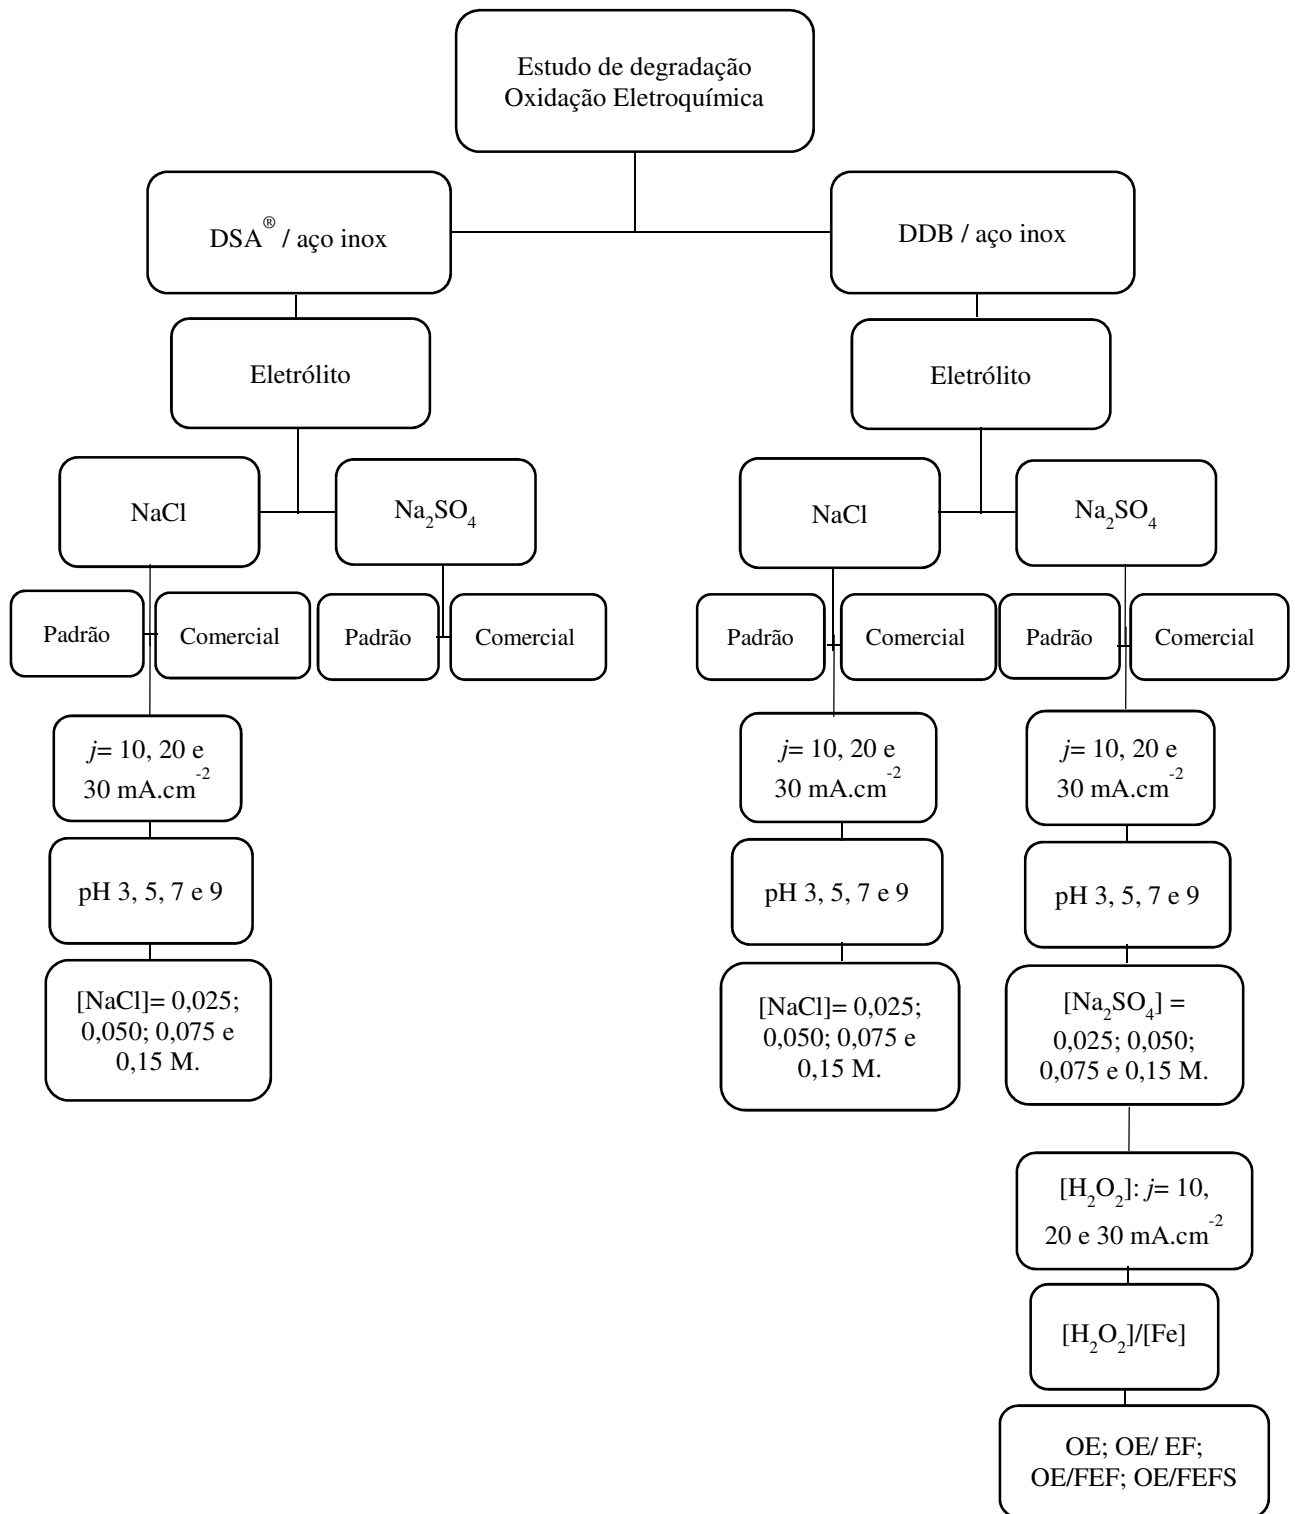 Estudo de degradação
Oxidação Eletroquímica
DSA® / aço inox
DDB / aço inox
Eletrólito
Eletrólito
NaCl
Na₂SO₄
NaCl
Na₂SO₄
Padrão
Comercial
Padrão
Comercial
Padrão
Comercial
Padrão
Comercial
j= 10, 20 e
30 mA.cm⁻²
j= 10, 20 e
30 mA.cm⁻²
j= 10, 20 e
30 mA.cm⁻²
pH 3, 5, 7 e 9
pH 3, 5, 7 e 9
pH 3, 5, 7 e 9
[NaCl]= 0,025;
0,050; 0,075 e
0,15 M.
[NaCl]= 0,025;
0,050; 0,075 e
0,15 M.
[Na₂SO₄] =
0,025; 0,050;
0,075 e 0,15 M.
[H₂O₂]: j= 10,
20 e 30 mA.cm⁻²
[H₂O₂]/[Fe]
OE; OE/ EF;
OE/FEF; OE/FEFS